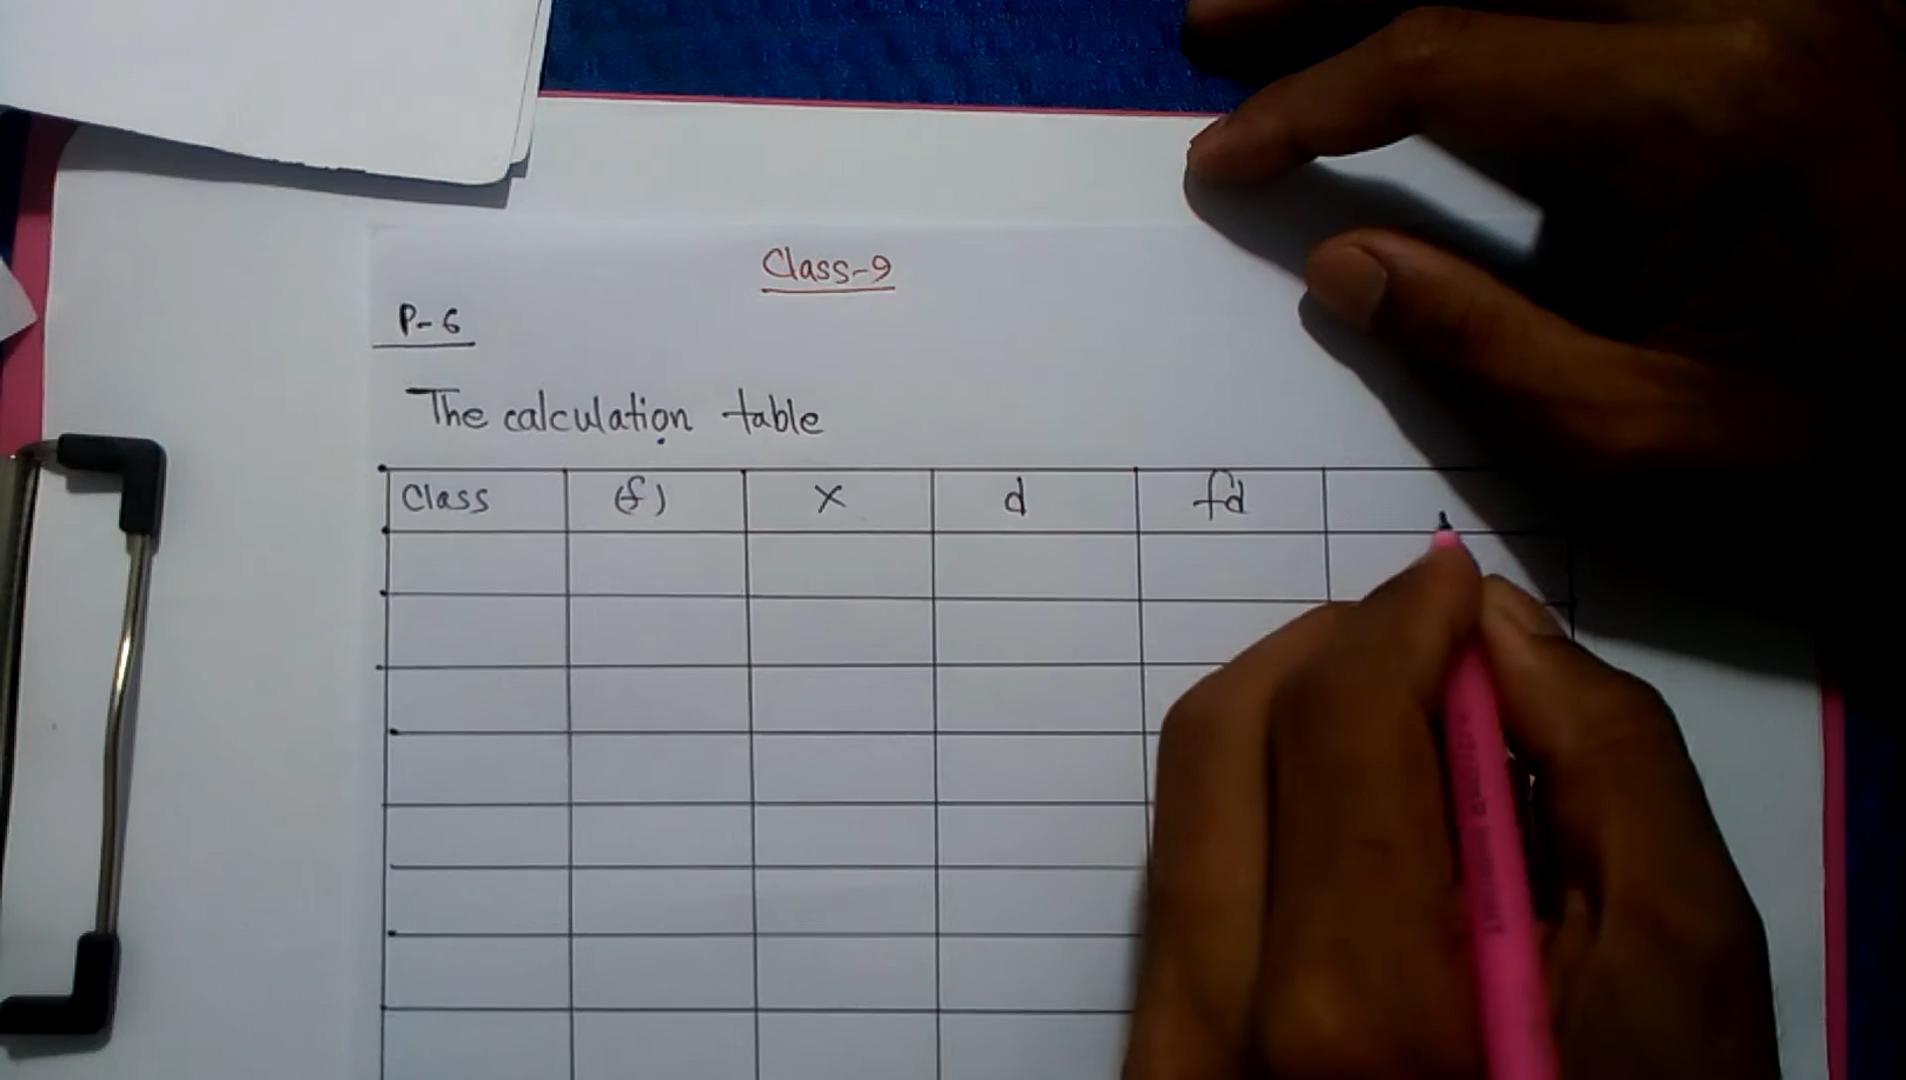 Class-9
P-6
The calculation table
Class (f) X d fd